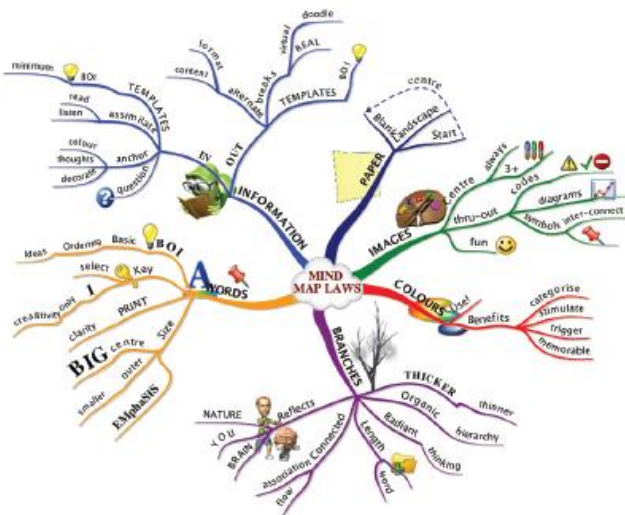 MIND
MAP LAWS
PAPER
Blank
Landscape
Start
centre
IMAGES
centre
always
3+
thru-out
codes
diagrams
symbols
inter-connect
fun
COLOURS
Use!
Benefits
categorise
stimulate
trigger
memorable
BRANCHES
THICKER
thinner
Organic
hierarchy
Radiant
thinking
Length
word
Connected
association
flow
Reflects
NATURE
YOU
BRAIN
WORDS
A
BOI
Basic
Ordering
Ideas
Key
select
1
only
PRINT
clarity
Size
centre
BIG
outer
smaller
EMphaSIS
INFORMATION
IN
TEMPLATES
BOI
minimum
assimilate
read
listen
anchor
colour
thoughts
decorate
question
?
OUT
alternate
format
content
breaks
virtual
doodle
REAL
TEMPLATES
BOI